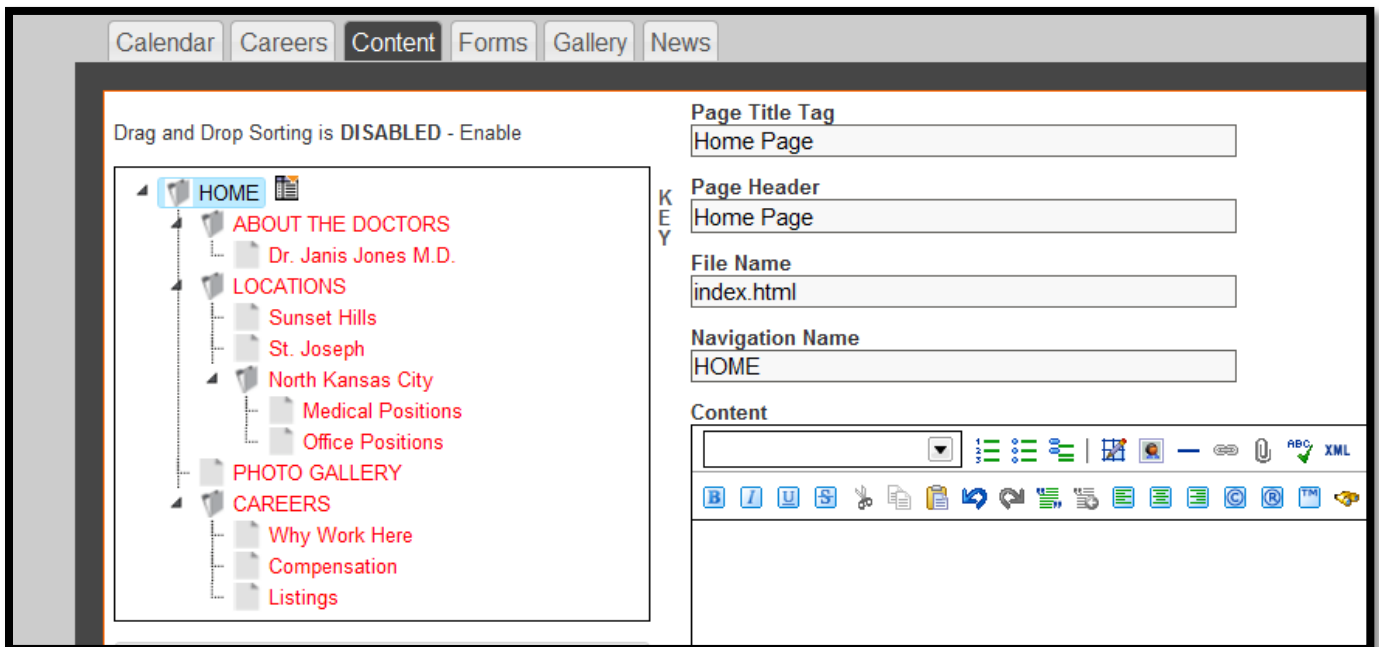 Calendar Careers Content Forms Gallery News
Drag and Drop Sorting is DISABLED - Enable
HOME
ABOUT THE DOCTORS
Dr. Janis Jones M.D.
LOCATIONS
Sunset Hills
St. Joseph
North Kansas City
Medical Positions
Office Positions
PHOTO GALLERY
CAREERS
Why Work Here
Compensation
Listings
K
E
Y
Page Title Tag
Home Page
Page Header
Home Page
File Name
index.html
Navigation Name
HOME
Content
ABC XML
B I U S © ® TM